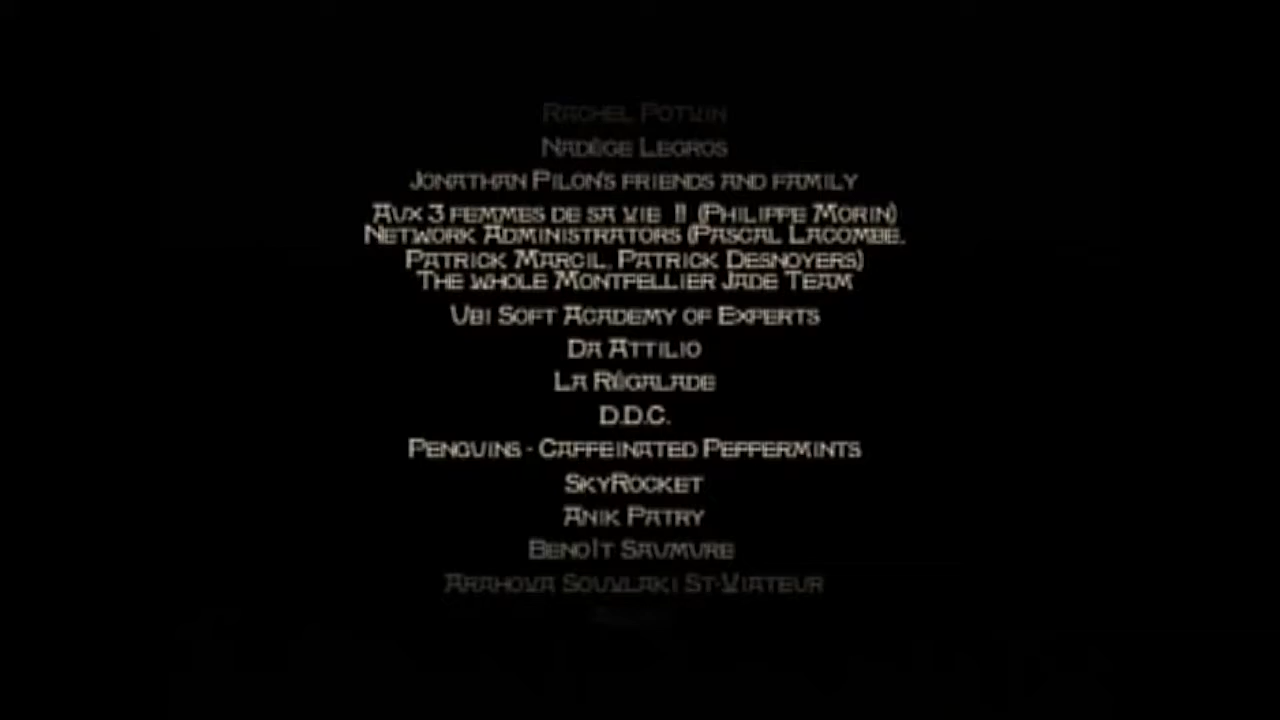 Rachel Potvin
Nadège Legros
Jonathan Pilon's friends and family
Aux 3 femmes de sa vie !! (Philippe Morin)
Network Administrators (Pascal Lacombe,
Patrick Marcil, Patrick Desnoyers)
The whole Montpellier Jade Team
Ubi Soft Academy of Experts
Da Attilio
La Régalade
D.D.C.
Penguins - Caffeinated Peppermints
SkyRocket
Anik Patry
Benoît Saumure
Arahova Souvlaki St-Viateur